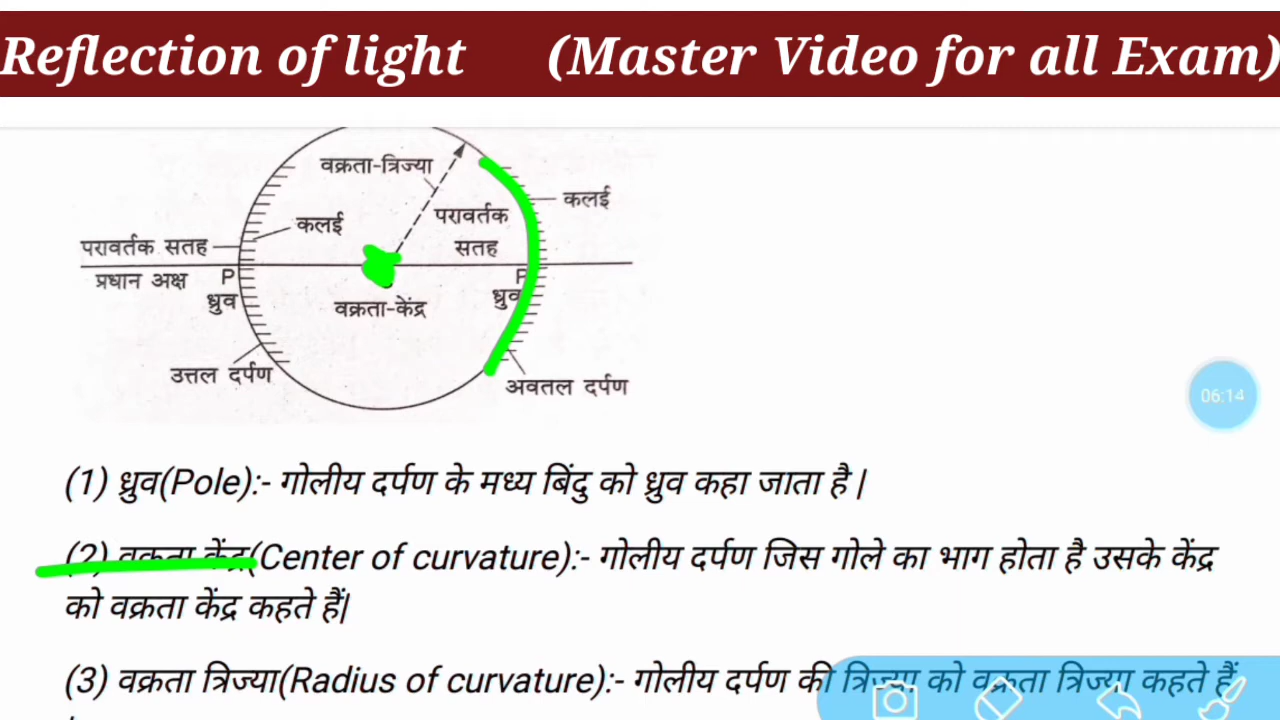 Reflection of light (Master Video for all Exam)
वक्रता-त्रिज्या
कलई
कलई
परावर्तक
सतह
परावर्तक सतह
प्रधान अक्ष
P
ध्रुव
P
ध्रुव
वक्रता-केंद्र
उत्तल दर्पण
अवतल दर्पण
06:14
(1) ध्रुव(Pole):- गोलीय दर्पण के मध्य बिंदु को ध्रुव कहा जाता है|
(2) वक्रता केंद्र(Center of curvature):- गोलीय दर्पण जिस गोले का भाग होता है उसके केंद्र
को वक्रता केंद्र कहते हैं|
(3) वक्रता त्रिज्या(Radius of curvature):- गोलीय दर्पण की त्रिज्या को वक्रता त्रिज्या कहते हैं